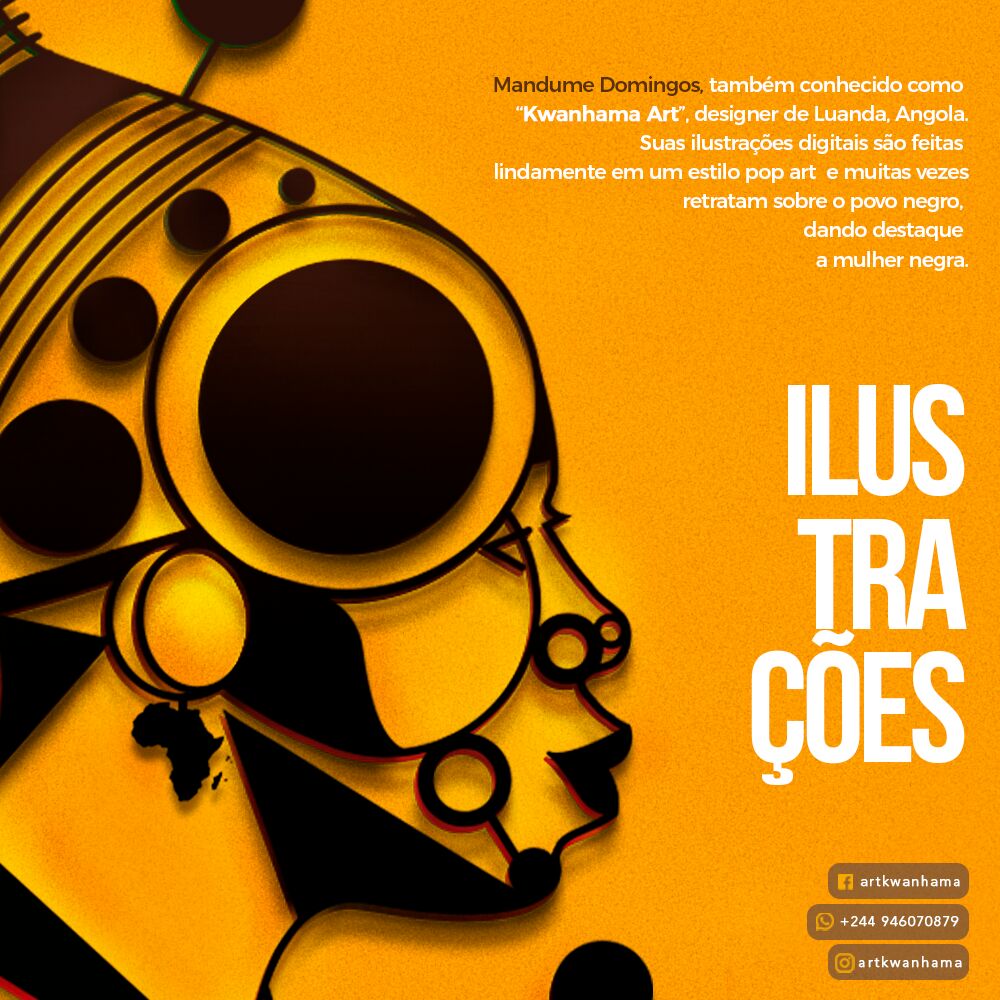 Mandume Domingos, também conhecido como
“Kwanhama Art”, designer de Luanda, Angola.
Suas ilustrações digitais são feitas
lindamente em um estilo pop art e muitas vezes
retratam sobre o povo negro,
dando destaque
a mulher negra.
ILUS
TRA
ÇÕES
artkwanhama
+244 946070879
artkwanhama